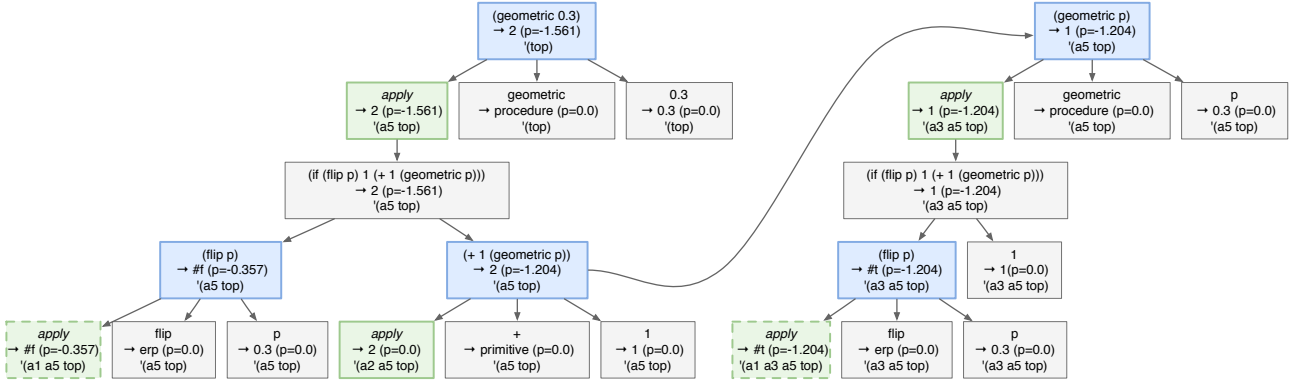 (geometric 0.3)
→ 2 (p=-1.561)
'(top)
(geometric p)
→ 1 (p=-1.204)
'(a5 top)
apply
→ 2 (p=-1.561)
'(a5 top)
geometric
→ procedure (p=0.0)
'(top)
0.3
→ 0.3 (p=0.0)
'(top)
apply
→ 1 (p=-1.204)
'(a3 a5 top)
geometric
→ procedure (p=0.0)
'(a5 top)
p
→ 0.3 (p=0.0)
'(a5 top)
(if (flip p) 1 (+ 1 (geometric p)))
→ 2 (p=-1.561)
'(a5 top)
(if (flip p) 1 (+ 1 (geometric p)))
→ 1 (p=-1.204)
'(a3 a5 top)
(flip p)
→ #f (p=-0.357)
'(a5 top)
(+ 1 (geometric p))
→ 2 (p=-1.204)
'(a5 top)
(flip p)
→ #t (p=-1.204)
'(a3 a5 top)
1
→ 1(p=0.0)
'(a3 a5 top)
apply
→ #f (p=-0.357)
'(a1 a5 top)
flip
→ erp (p=0.0)
'(a5 top)
p
→ 0.3 (p=0.0)
'(a5 top)
apply
→ 2 (p=0.0)
'(a2 a5 top)
+
→ primitive (p=0.0)
'(a5 top)
1
→ 1 (p=0.0)
'(a5 top)
apply
→ #t (p=-1.204)
'(a1 a3 a5 top)
flip
→ erp (p=0.0)
'(a3 a5 top)
p
→ 0.3 (p=0.0)
'(a3 a5 top)